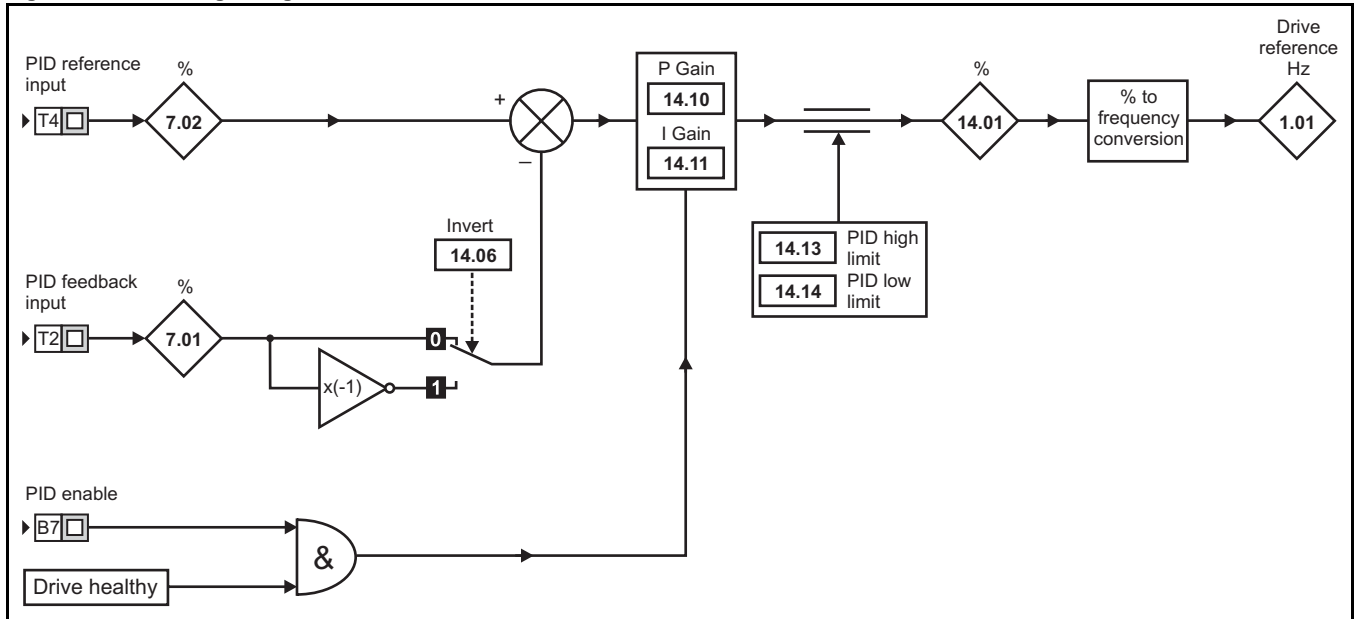 PID reference
input
%
T4
7.02
+
–
P Gain
14.10
I Gain
14.11
%
14.01
% to
frequency
conversion
Drive
reference
Hz
1.01
14.13
PID high
limit
14.14
PID low
limit
Invert
14.06
PID feedback
input
%
T2
7.01
0
x(-1)
1
PID enable
B7
&
Drive healthy